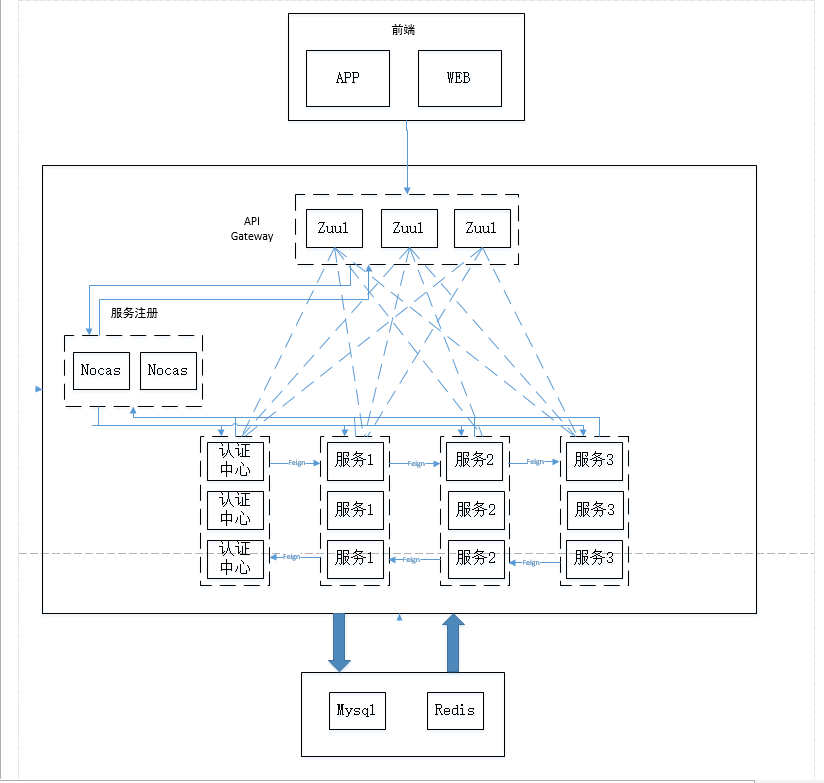 前端
APP
WEB
API
Gateway
Zuul
Zuul
Zuul
服务注册
Nocas
Nocas
认证
中心
Feign
服务1
Feign
服务2
Feign
服务3
认证
中心
服务1
服务2
服务3
认证
中心
Feign
服务1
Feign
服务2
Feign
服务3
Mysql
Redis